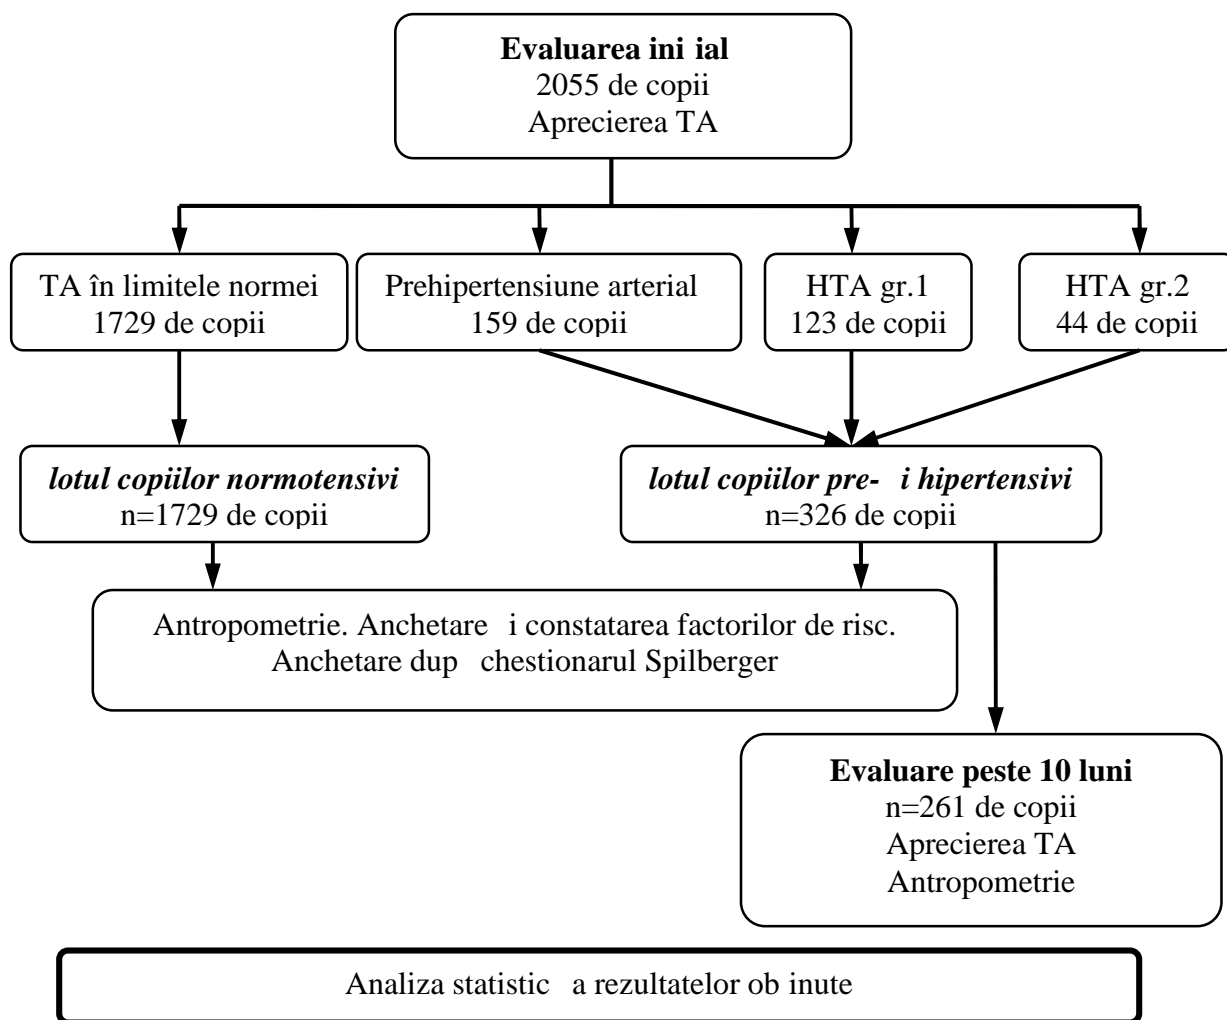 Evaluarea ini ial
2055 de copii
Aprecierea TA
TA în limitele normei
1729 de copii
Prehipertensiune arterial
159 de copii
HTA gr.1
123 de copii
HTA gr.2
44 de copii
lotul copiilor normotensivi
n=1729 de copii
lotul copiilor pre- i hipertensivi
n=326 de copii
Antropometrie. Anchetare i constatarea factorilor de risc.
Anchetare dup chestionarul Spilberger
Evaluare peste 10 luni
n=261 de copii
Aprecierea TA
Antropometrie
Analiza statistic a rezultatelor ob inute